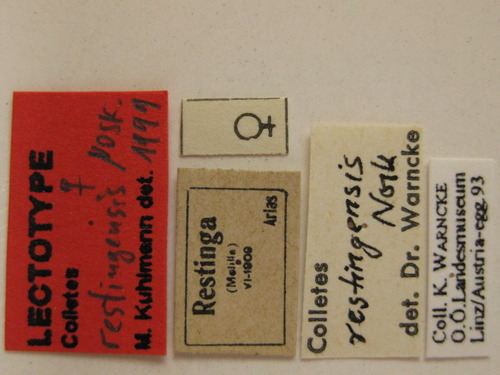 LECTOTYPE
Colletes ♀
restingensis Nosk.
M. Kuhlmann det. 1999
♀
Restinga
(Melilla)
VI-1909
Arias
Colletes
restingensis
Nosk
det. Dr. Warncke
Coll. K. WARNCKE
O.Ö.Landesmuseum
Linz/Austria-egg.93